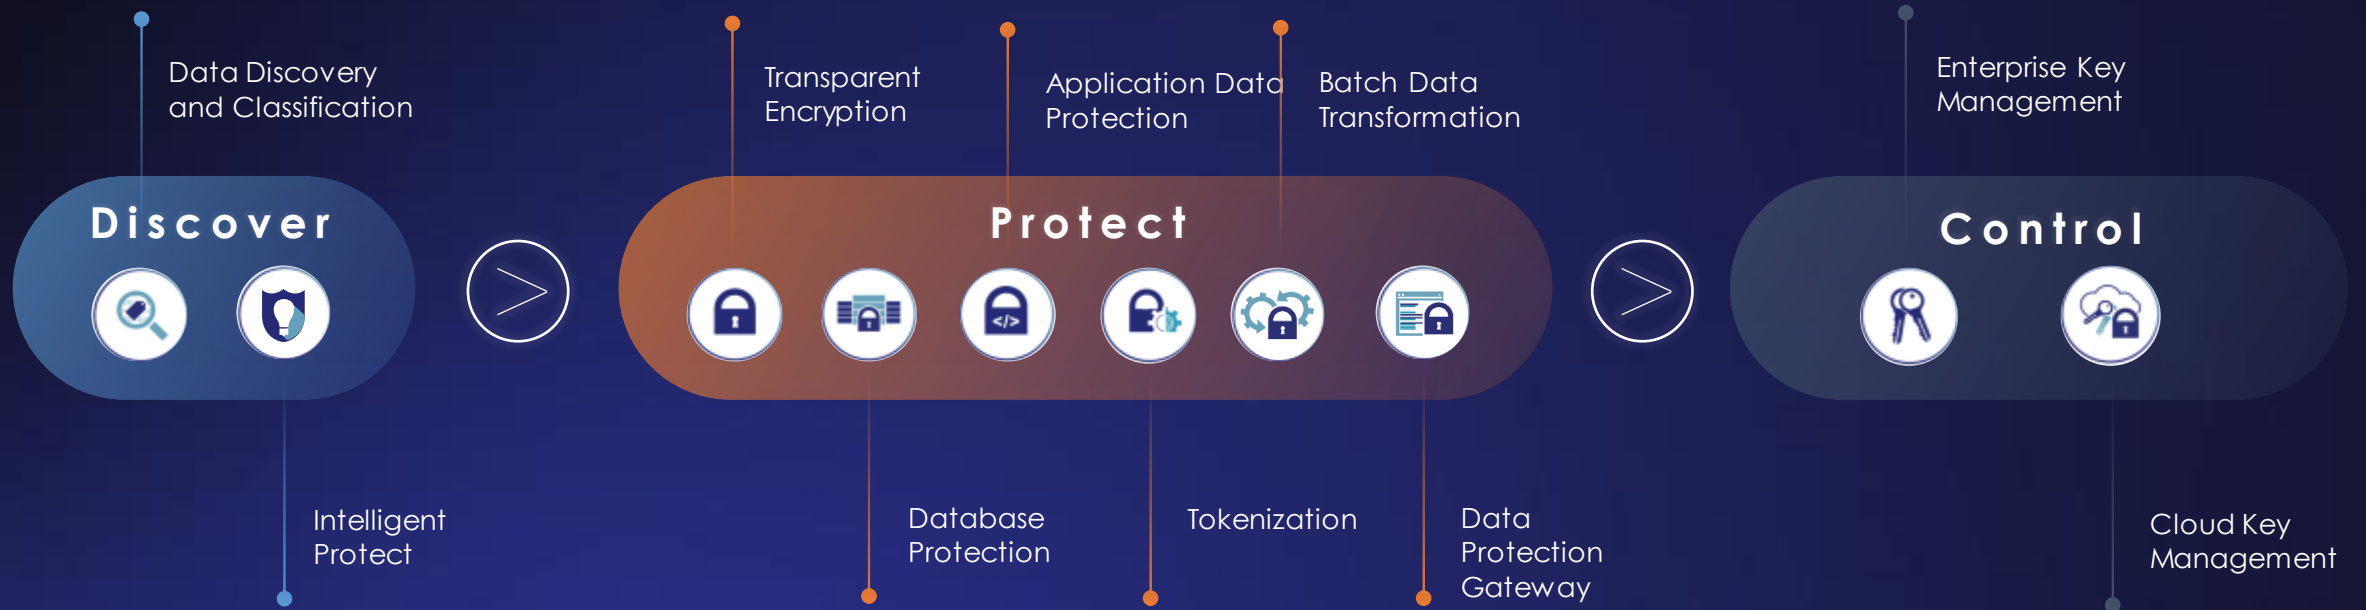 Data Discovery
and Classification
Transparent
Encryption
Application Data
Protection
Batch Data
Transformation
Enterprise Key
Management
Discover
Protect
Control
>
>
</>
Intelligent
Protect
Database
Protection
Tokenization
Data
Protection
Gateway
Cloud Key
Management